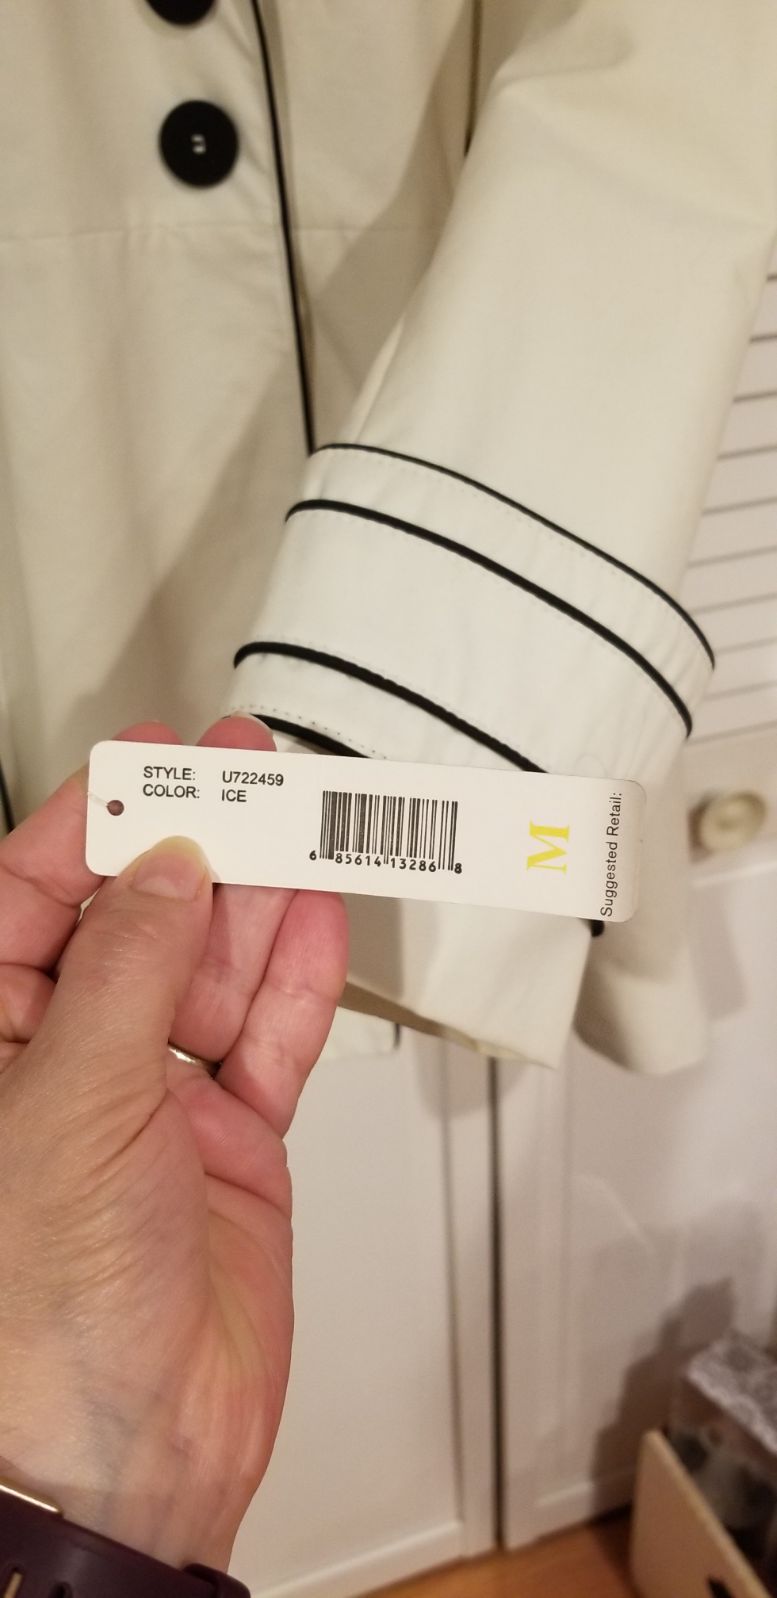 STYLE: U722459
COLOR: ICE
6 85614 13286 8
M
Suggested Retail: